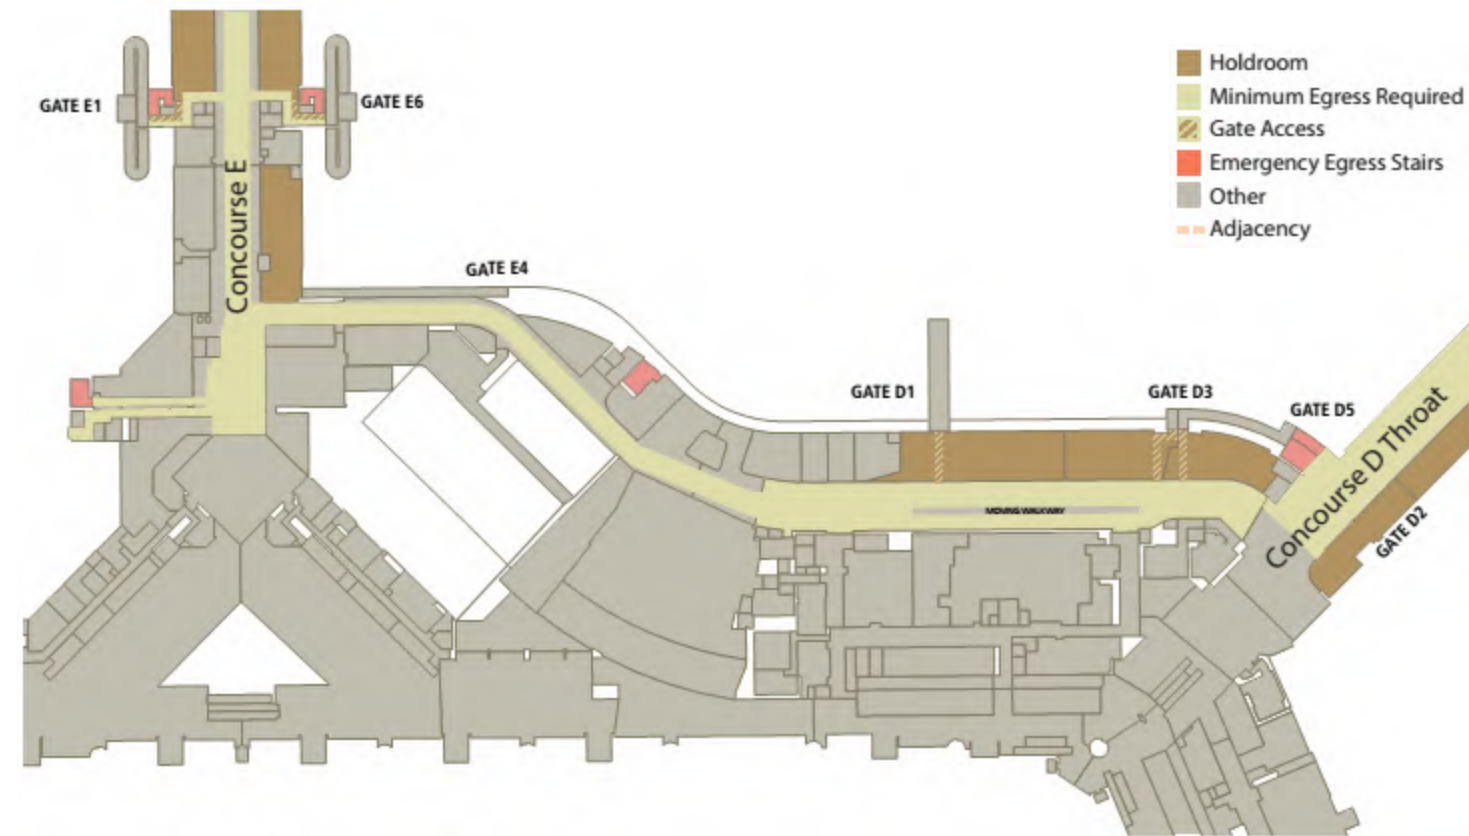 Holdroom
Minimum Egress Required
Gate Access
Emergency Egress Stairs
Other
Adjacency
GATE E1
GATE E6
Concourse E
GATE E4
GATE D1
GATE D3
GATE D5
MOVING WALKWAY
Concourse D Throat
GATE D2